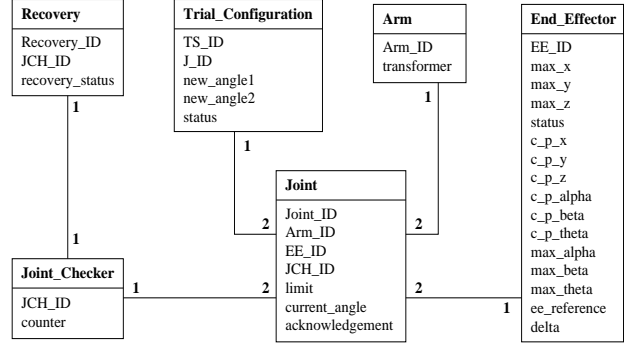 Recovery
Recovery_ID
JCH_ID
recovery_status
1
Trial_Configuration
TS_ID
J_ID
new_angle1
new_angle2
status
1
Arm
Arm_ID
transformer
1
End_Effector
EE_ID
max_x
max_y
max_z
status
c_p_x
c_p_y
c_p_z
c_p_alpha
c_p_beta
c_p_theta
max_alpha
max_beta
max_theta
ee_reference
delta
Joint
Joint_ID
Arm_ID
EE_ID
JCH_ID
limit
current_angle
acknowledgement
2
2
2
2
1
1
Joint_Checker
JCH_ID
counter
1